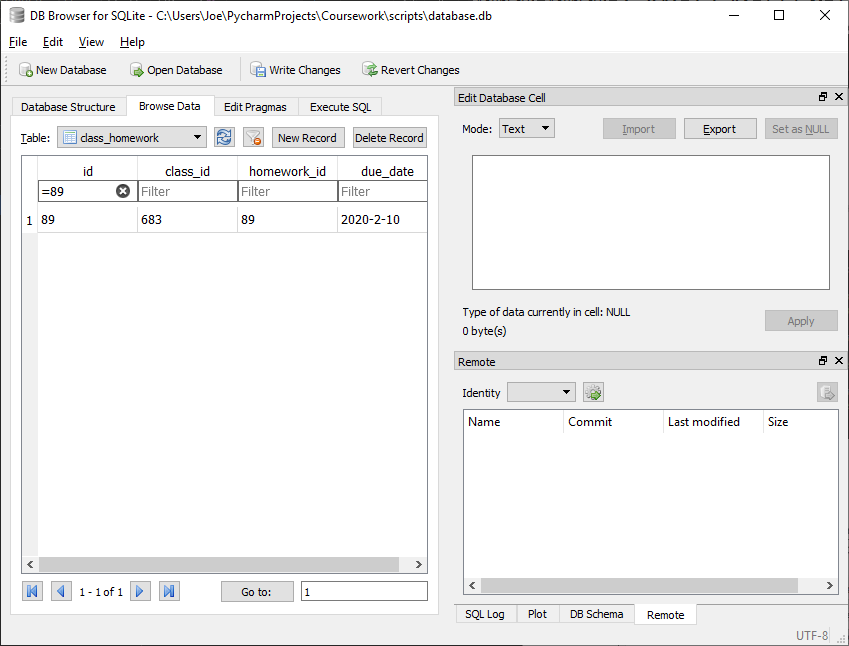 DB Browser for SQLite - C:\Users\Joe\PycharmProjects\Coursework\scripts\database.db
File Edit View Help
New Database Open Database Write Changes Revert Changes
Database Structure Browse Data Edit Pragmas Execute SQL
Table: class_homework New Record Delete Record
id class_id homework_id due_date
=89 Filter Filter Filter
1 89 683 89 2020-2-10
1 - 1 of 1 Go to: 1
Edit Database Cell
Mode: Text Import Export Set as NULL
Type of data currently in cell: NULL
0 byte(s)
Apply
Remote
Identity
Name Commit Last modified Size
SQL Log Plot DB Schema Remote
UTF-8